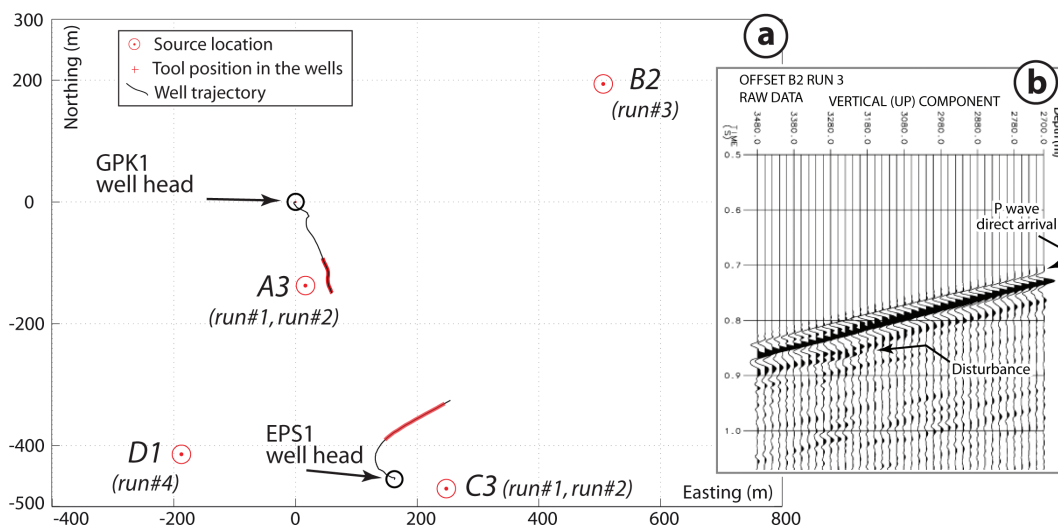 300
200
0
-200
-400
-500
Northing (m)
Source location
Tool position in the wells
Well trajectory
B2
(run#3)
a
GPK1
well head
A3
(run#1, run#2)
EPS1
well head
D1
(run#4)
C3 (run#1, run#2)
Easting (m)
-400
-200
0
200
400
600
800
b
OFFSET B2 RUN 3
RAW DATA
VERTICAL (UP) COMPONENT
TIME
(S)
3480.0
3380.0
3280.0
3180.0
3080.0
2980.0
2880.0
2780.0
2700.0
Depth(m)
0.5
0.6
0.7
0.8
0.9
1.0
P wave
direct arrival
Disturbance